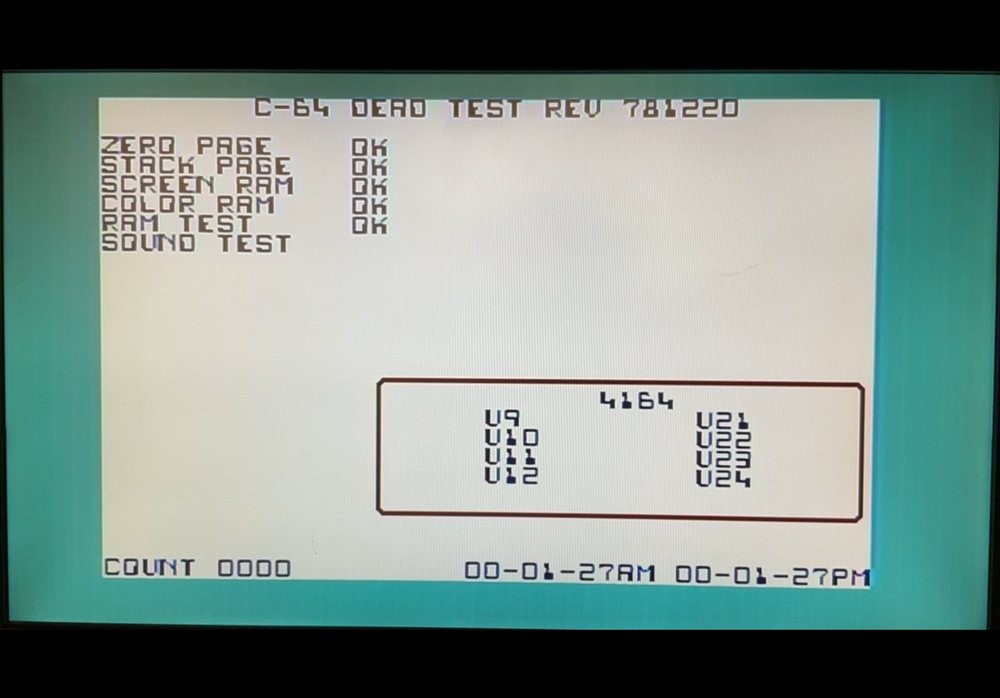 C-64 DEAD TEST REV 781220
ZERO PAGE OK
STACK PAGE OK
SCREEN RAM OK
COLOR RAM OK
RAM TEST OK
SOUND TEST
4164
U9 U21
U10 U22
U11 U23
U12 U24
COUNT 0000 00-01-27AM 00-01-27PM